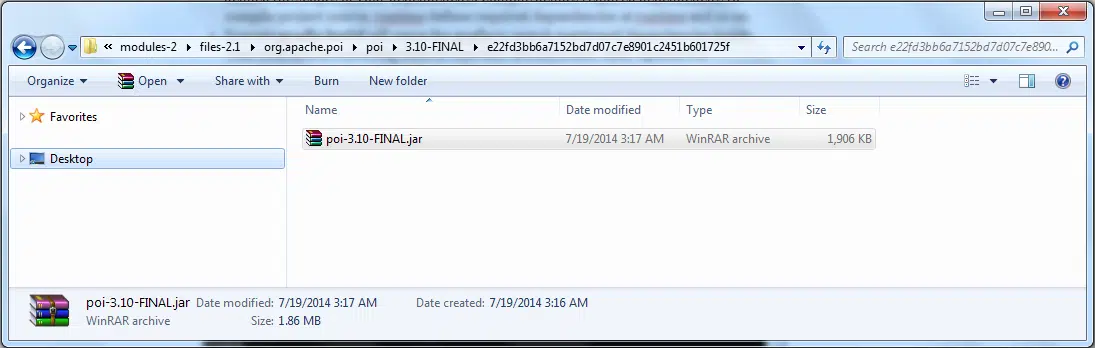 « modules-2 ▸ files-2.1 ▸ org.apache.poi ▸ poi ▸ 3.10-FINAL ▸ e22fd3bb6a7152bd7d07c7e8901c2451b601725f
Search e22fd3bb6a7152bd7d07c7e890...
Organize Open Share with Burn New folder
Name Date modified Type Size
Favorites
poi-3.10-FINAL.jar 7/19/2014 3:17 AM WinRAR archive 1,906 KB
Desktop
poi-3.10-FINAL.jar Date modified: 7/19/2014 3:17 AM Date created: 7/19/2014 3:16 AM
WinRAR archive Size: 1.86 MB